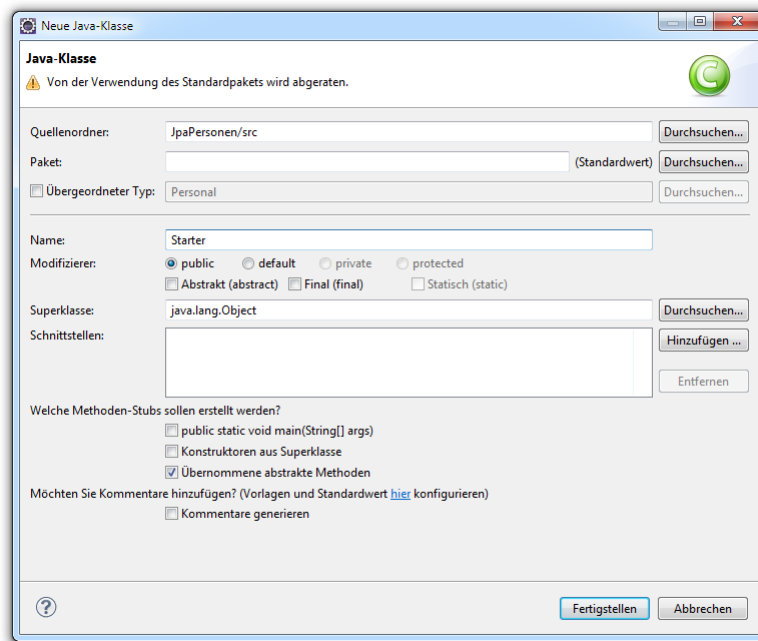 Neue Java-Klasse
Java-Klasse
Von der Verwendung des Standardpakets wird abgeraten.
Quellenordner: JpaPersonen/src Durchsuchen...
Paket: (Standardwert) Durchsuchen...
Übergeordneter Typ: Personal Durchsuchen...
Name: Starter
Modifizierer: public default private protected
Abstrakt (abstract) Final (final) Statisch (static)
Superklasse: java.lang.Object Durchsuchen...
Schnittstellen: Hinzufügen ...
Entfernen
Welche Methoden-Stubs sollen erstellt werden?
public static void main(String[] args)
Konstruktoren aus Superklasse
Übernommene abstrakte Methoden
Möchten Sie Kommentare hinzufügen? (Vorlagen und Standardwert hier konfigurieren)
Kommentare generieren
Fertigstellen Abbrechen